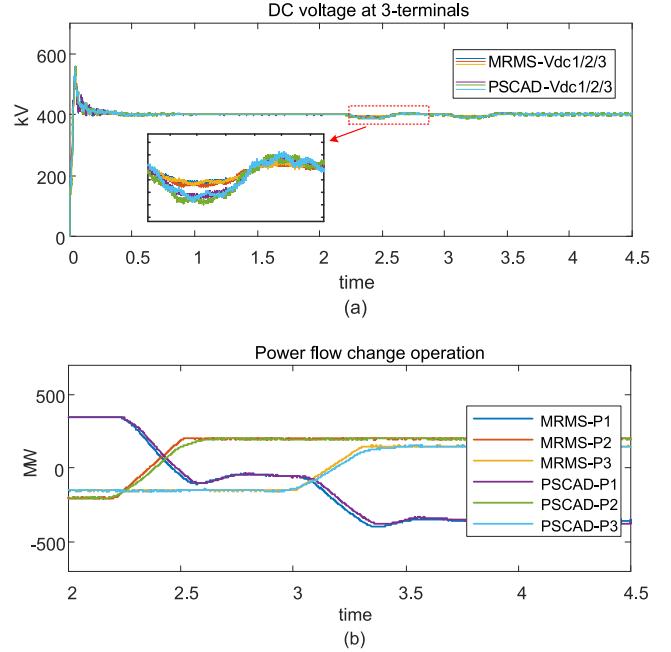 DC voltage at 3-terminals
600
400
200
0
KV
MRMS-Vdc1/2/3
PSCAD-Vdc1/2/3
0 0.5 1 1.5 2 2.5 3 3.5 4 4.5
time
(a)
Power flow change operation
500
0
-500
MW
MRMS-P1
MRMS-P2
MRMS-P3
PSCAD-P1
PSCAD-P2
PSCAD-P3
2 2.5 3 3.5 4 4.5
time
(b)